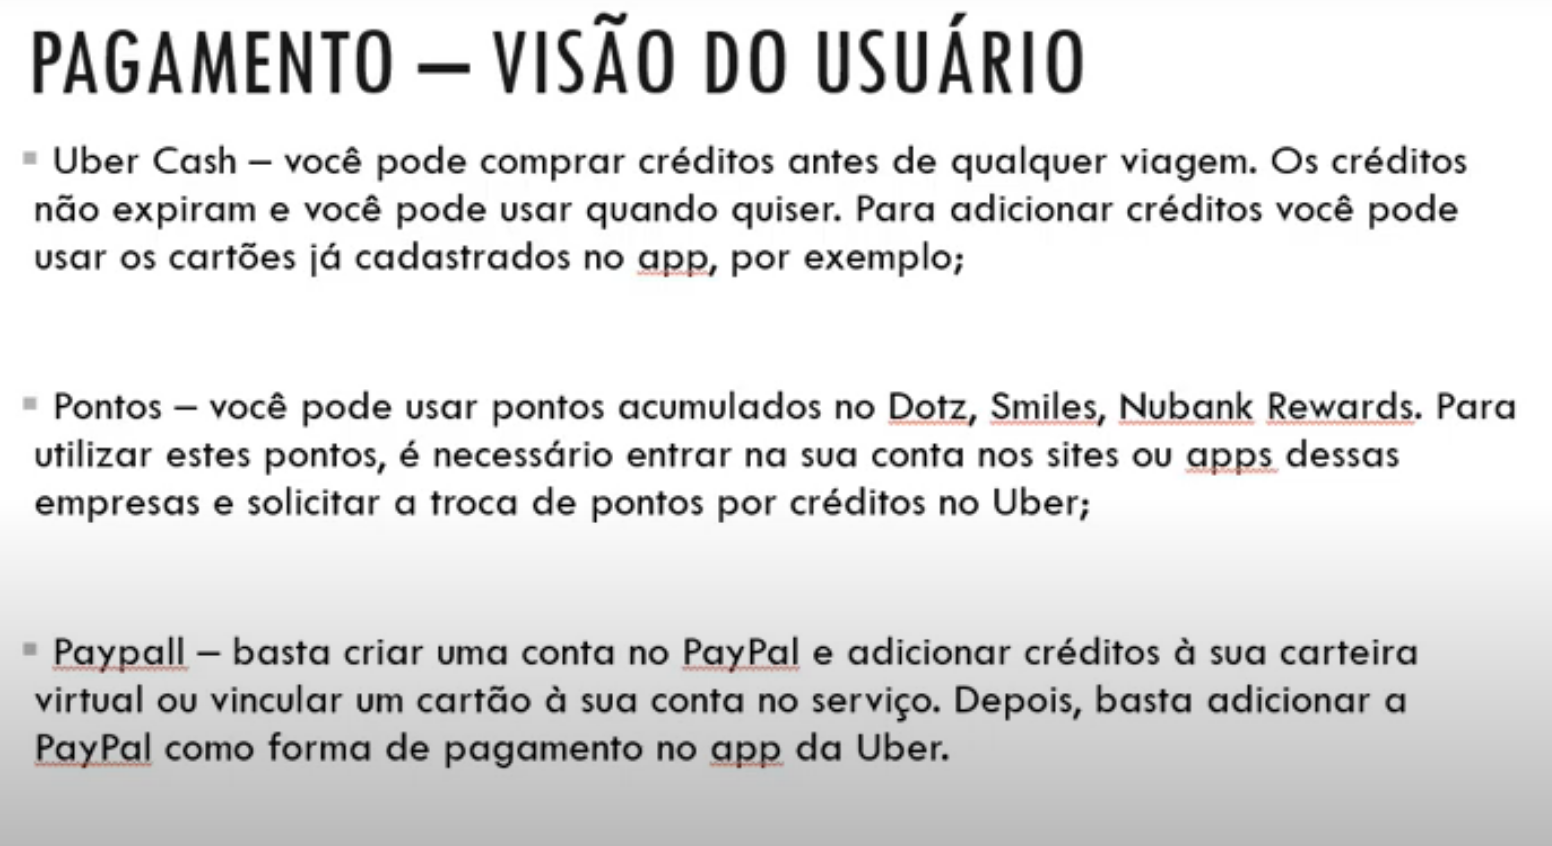 PAGAMENTO – VISÃO DO USUÁRIO
▪ Uber Cash – você pode comprar créditos antes de qualquer viagem. Os créditos
não expiram e você pode usar quando quiser. Para adicionar créditos você pode
usar os cartões já cadastrados no app, por exemplo;
▪ Pontos – você pode usar pontos acumulados no Dotz, Smiles, Nubank Rewards. Para
utilizar estes pontos, é necessário entrar na sua conta nos sites ou apps dessas
empresas e solicitar a troca de pontos por créditos no Uber;
▪ Paypall – basta criar uma conta no PayPal e adicionar créditos à sua carteira
virtual ou vincular um cartão à sua conta no serviço. Depois, basta adicionar a
PayPal como forma de pagamento no app da Uber.